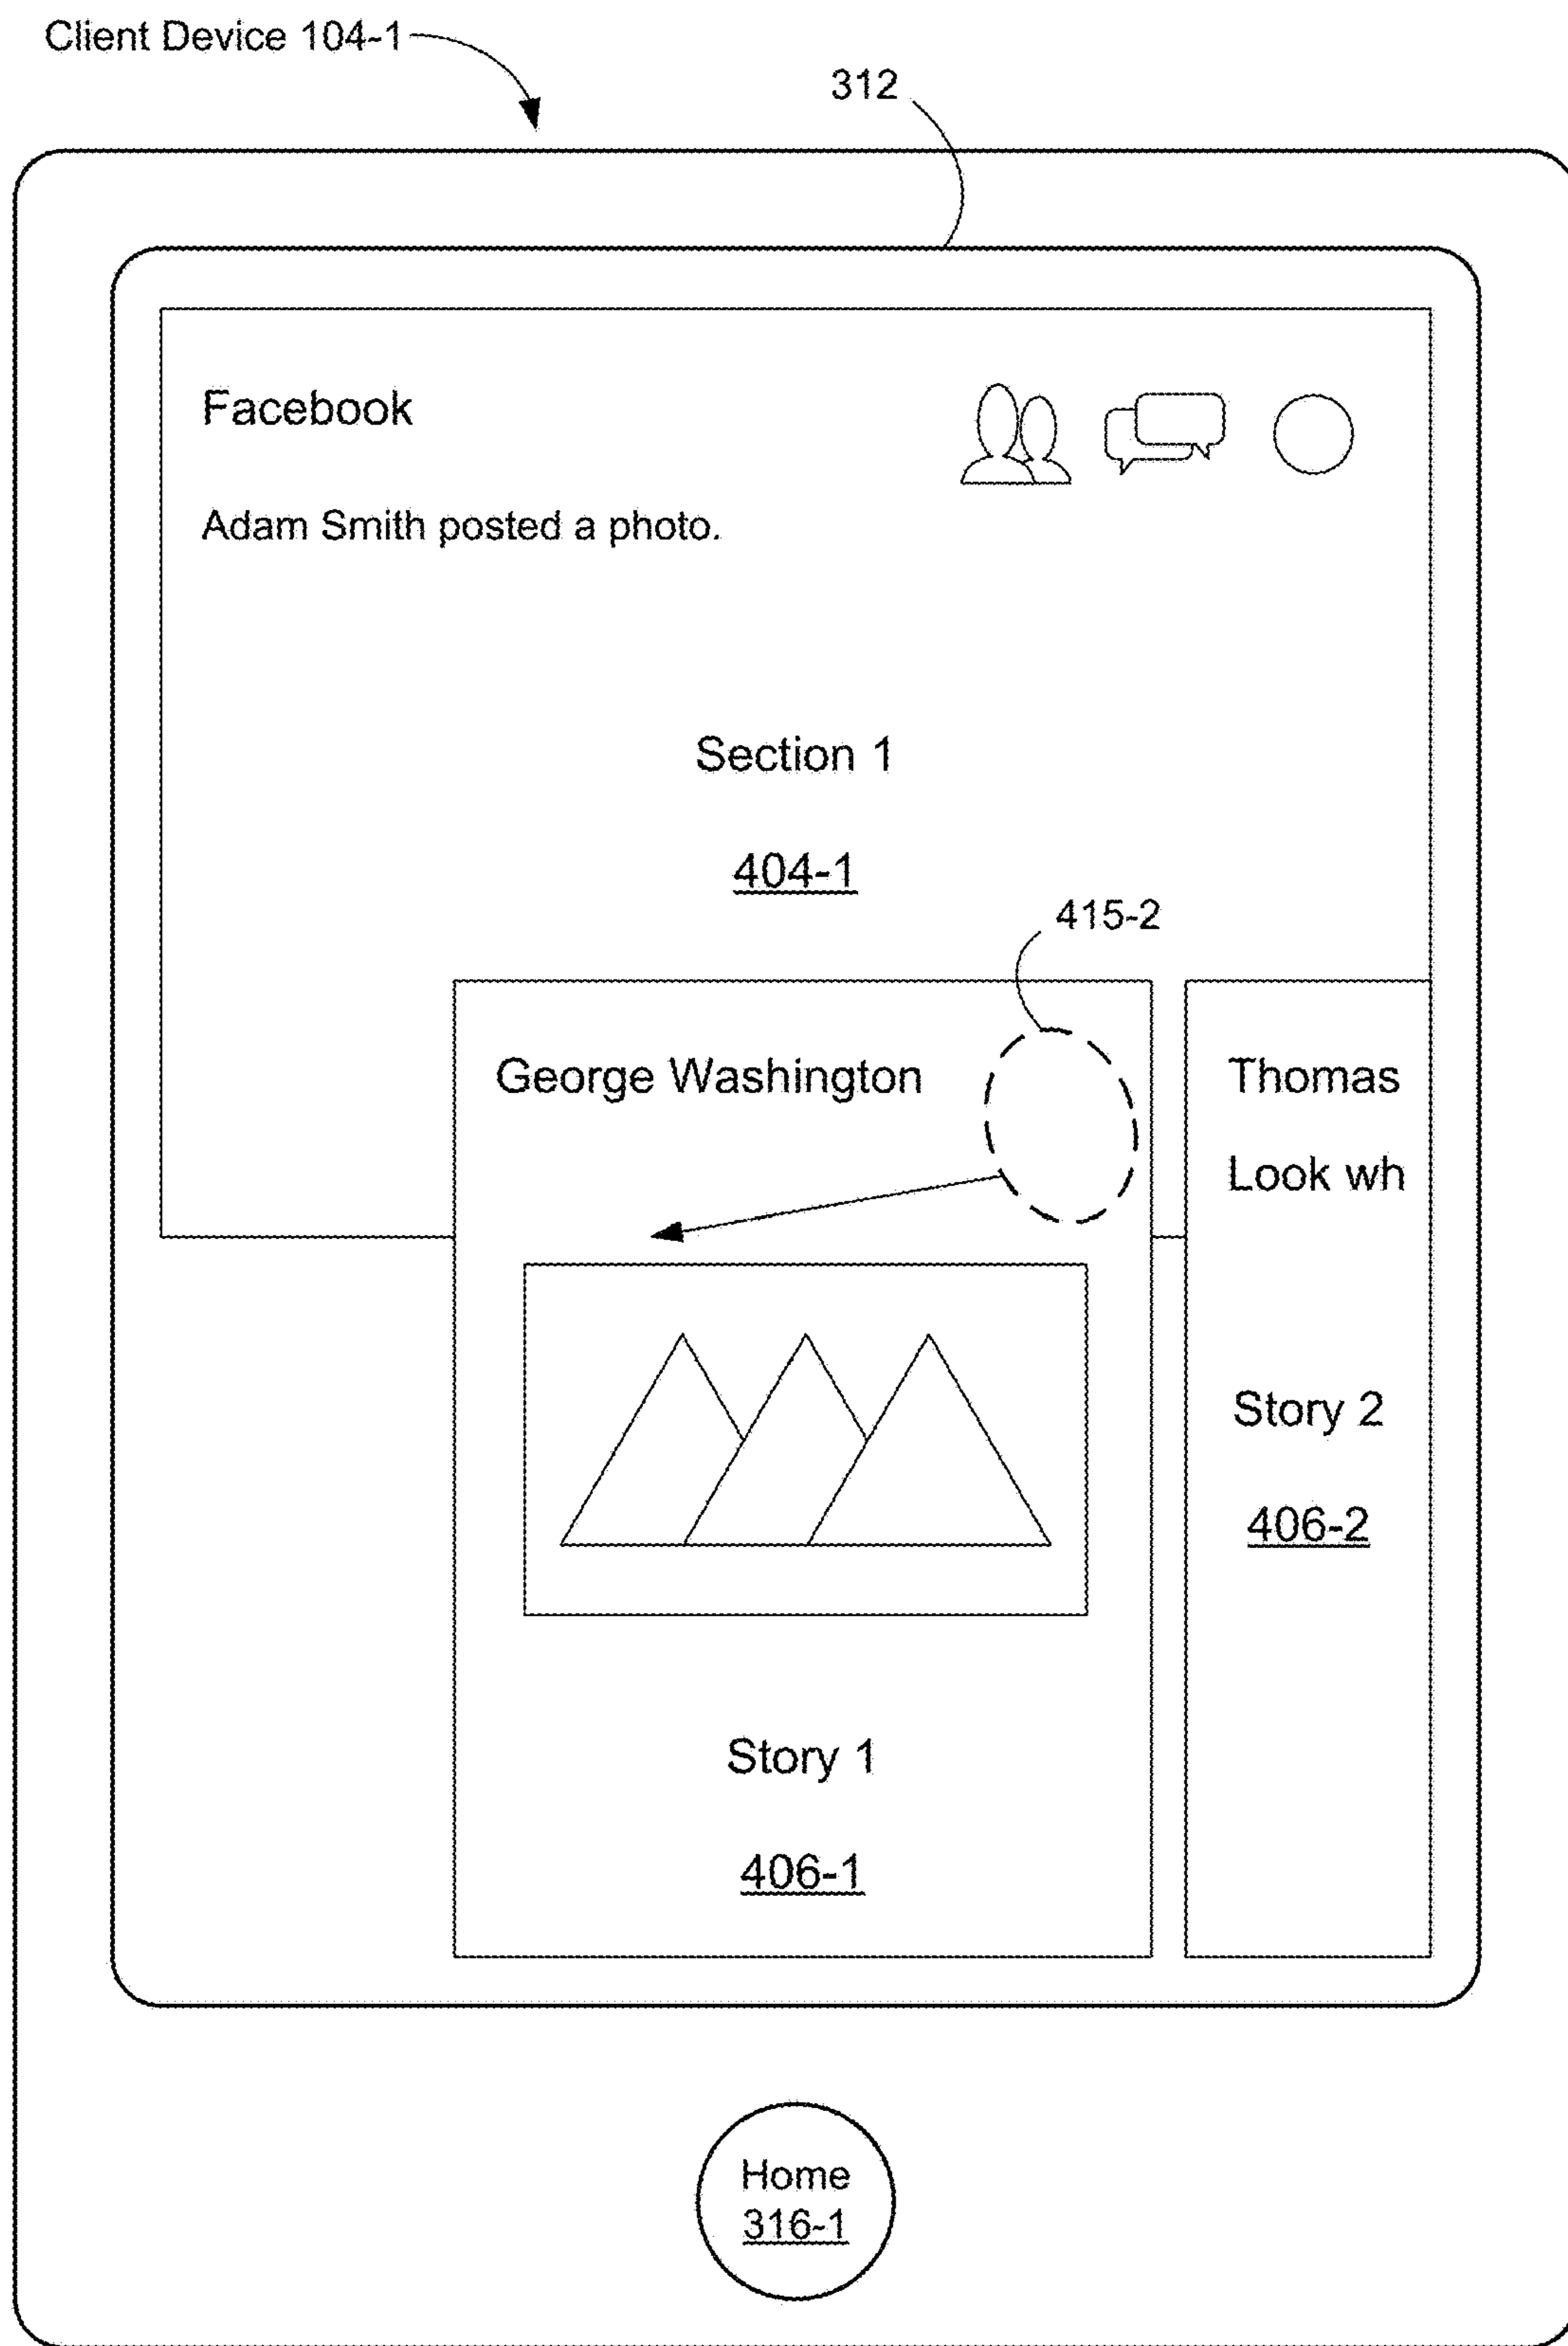 Client Device 104-1
312
Facebook
Adam Smith posted a photo.
Section 1
404-1
415-2
George Washington
Thomas
Look wh
Story 2
406-2
Story 1
406-1
Home
316-1